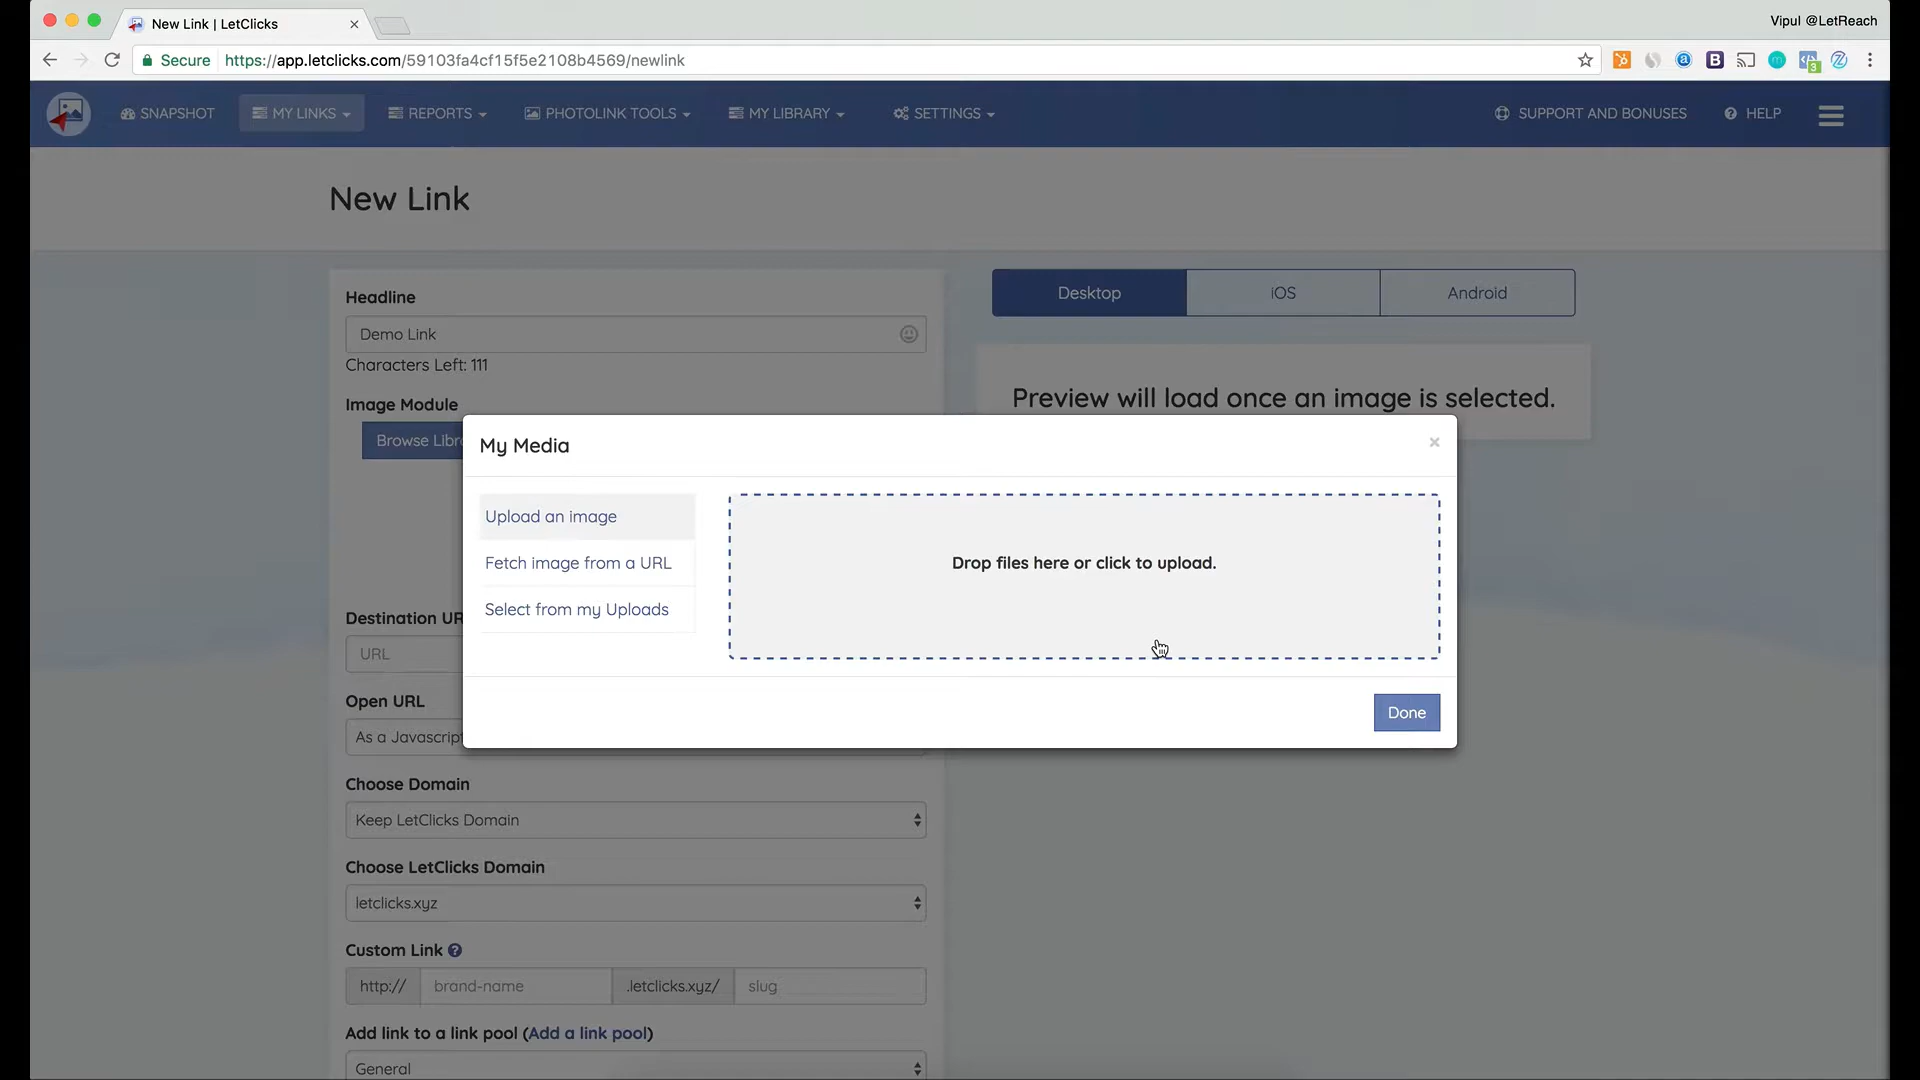 New Link | LetClicks
Vipul @LetReach
Secure https://app.letclicks.com/59103fa4cf15f5e2108b4569/newlink
3
SNAPSHOT MY LINKS REPORTS PHOTOLINK TOOLS MY LIBRARY SETTINGS SUPPORT AND BONUSES HELP
New Link
Headline
Demo Link
Characters Left: 111
Desktop iOS Android
Preview will load once an image is selected.
Image Module
Browse Libr
My Media
Upload an image
Fetch image from a URL
Select from my Uploads
Drop files here or click to upload.
Done
Destination UR
URL
Open URL
As a Javascript
Choose Domain
Keep LetClicks Domain
Choose LetClicks Domain
letclicks.xyz
Custom Link
http:// brand-name .letclicks.xyz/ slug
Add link to a link pool (Add a link pool)
General